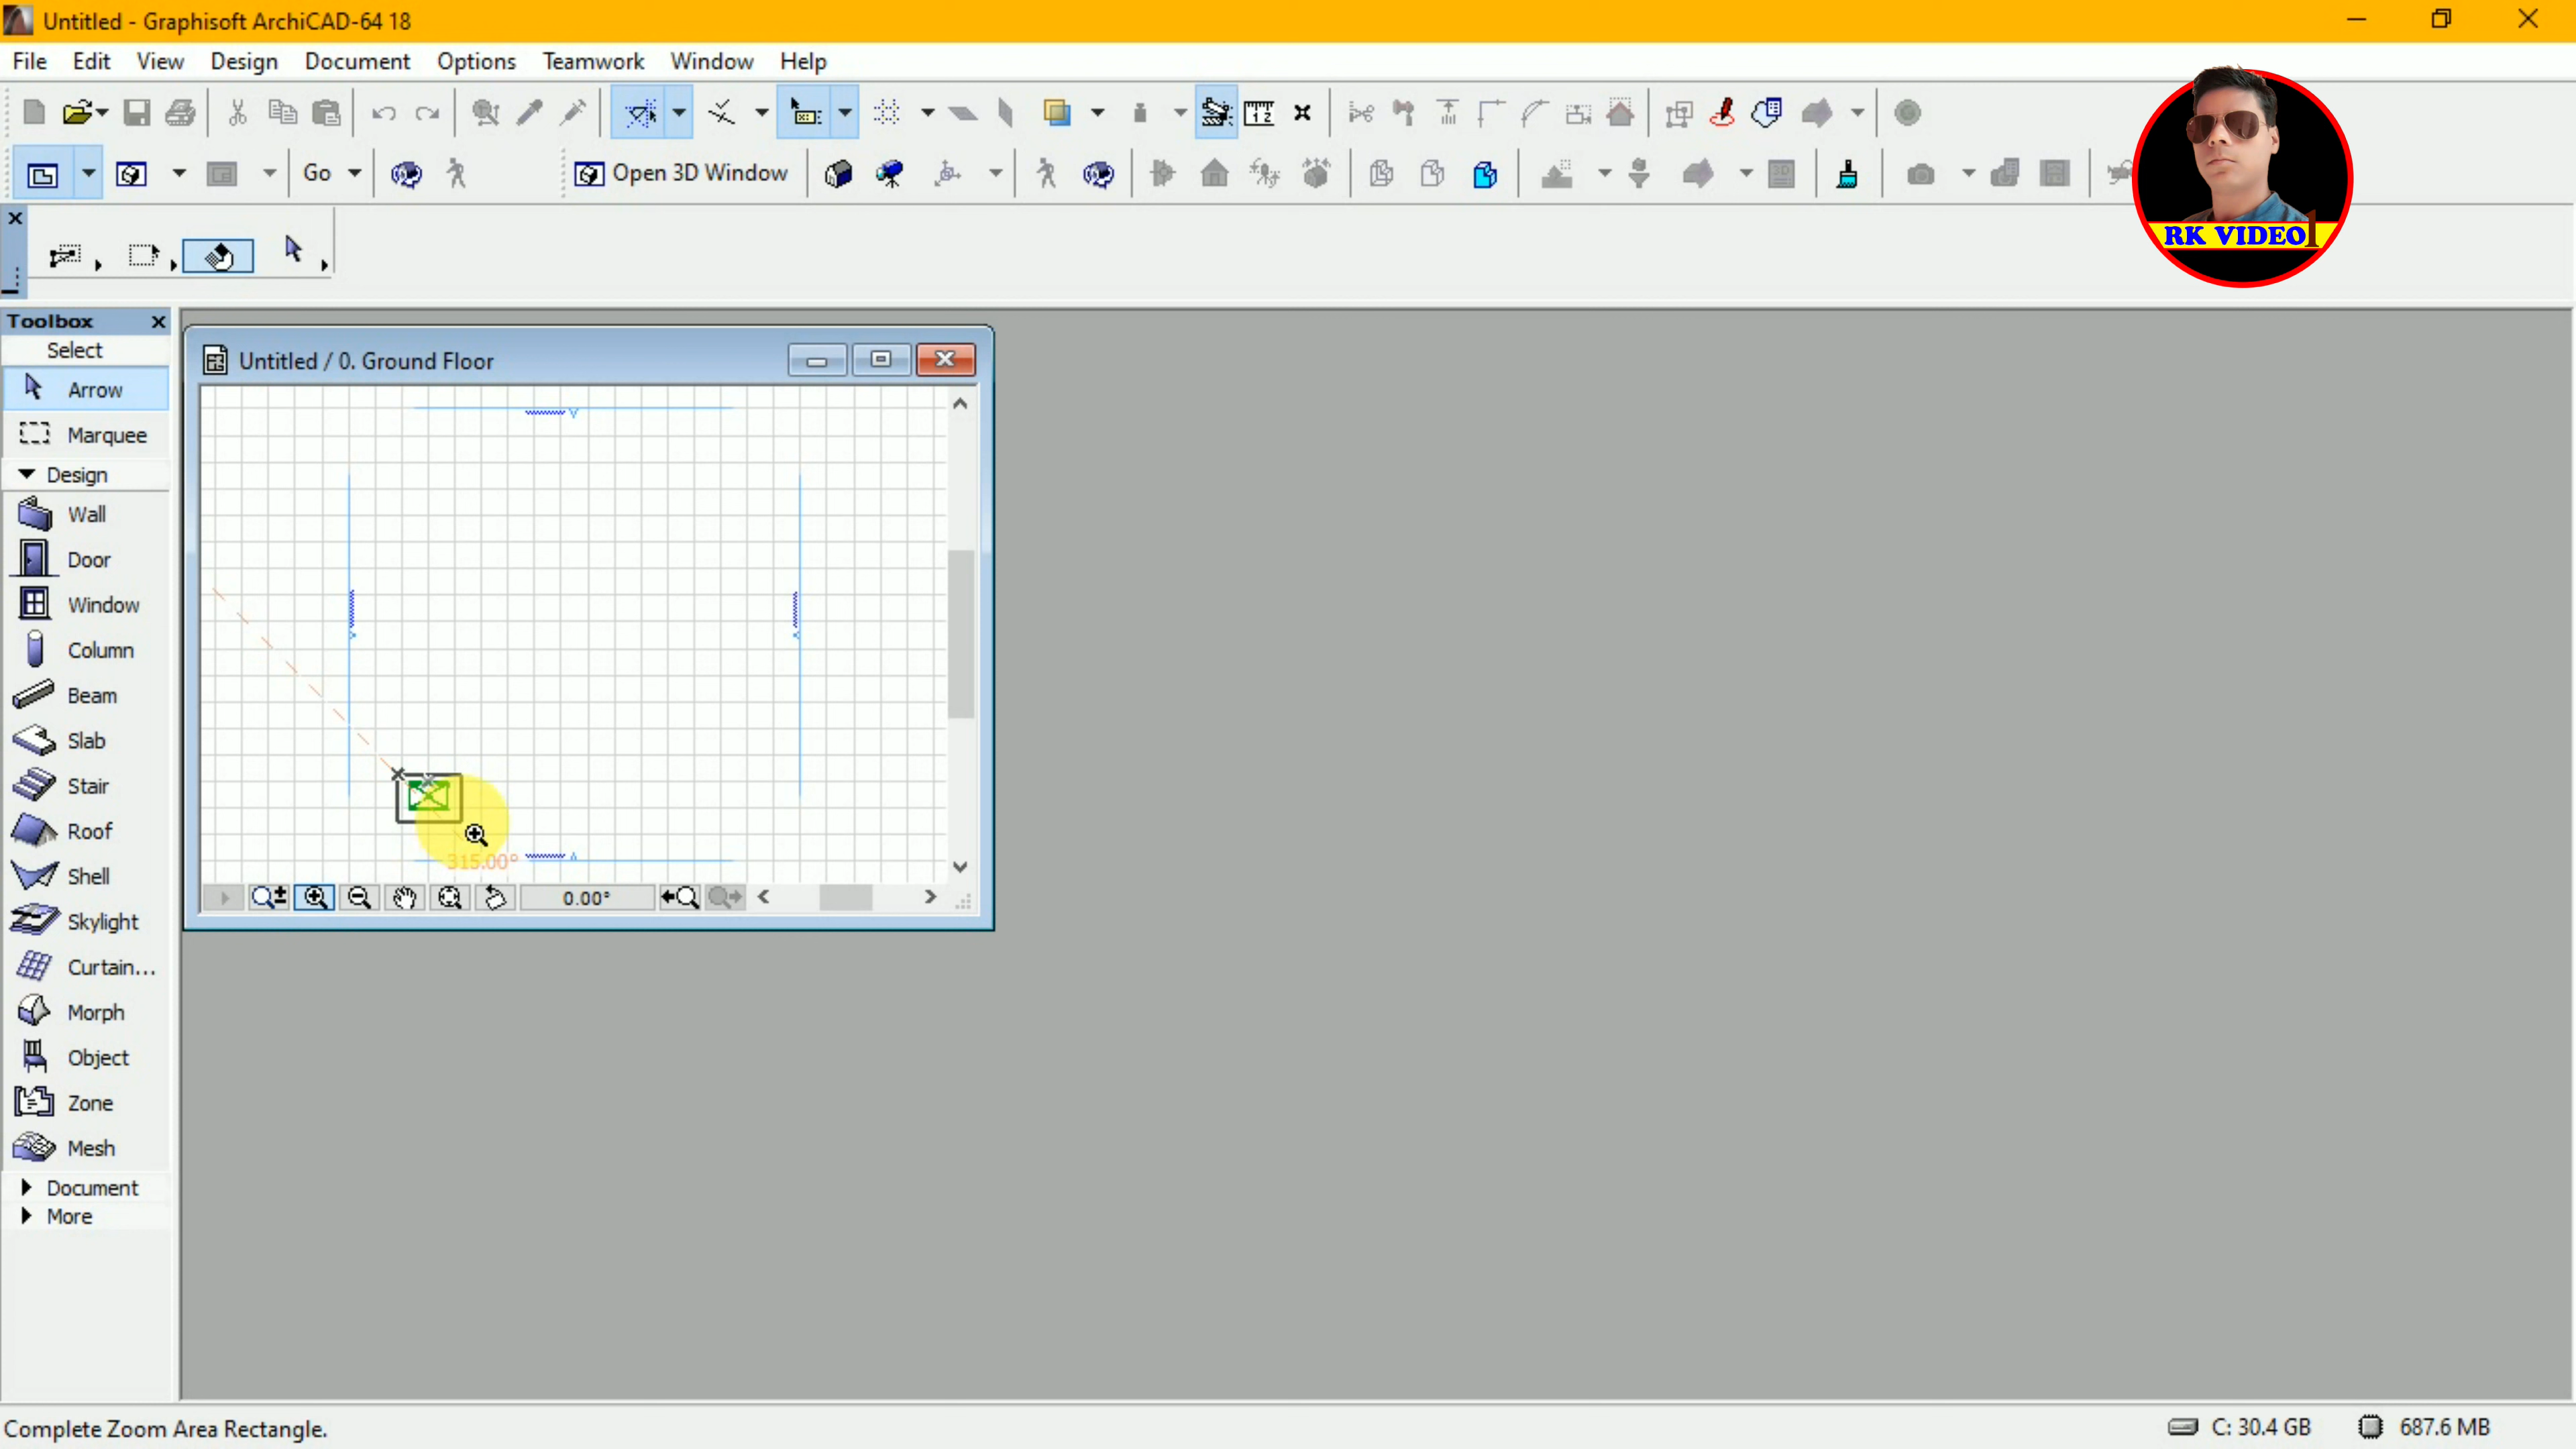 Untitled - Graphisoft ArchiCAD-64 18
File Edit View Design Document Options Teamwork Window Help
Go
Open 3D Window
RK VIDEO1
Toolbox
Select
Arrow
Marquee
Design
Wall
Door
Window
Column
Beam
Slab
Stair
Roof
Shell
Skylight
Curtain...
Morph
Object
Zone
Mesh
Document
More
Untitled / 0. Ground Floor
315.00°
0.00°
Complete Zoom Area Rectangle.
C: 30.4 GB
687.6 MB